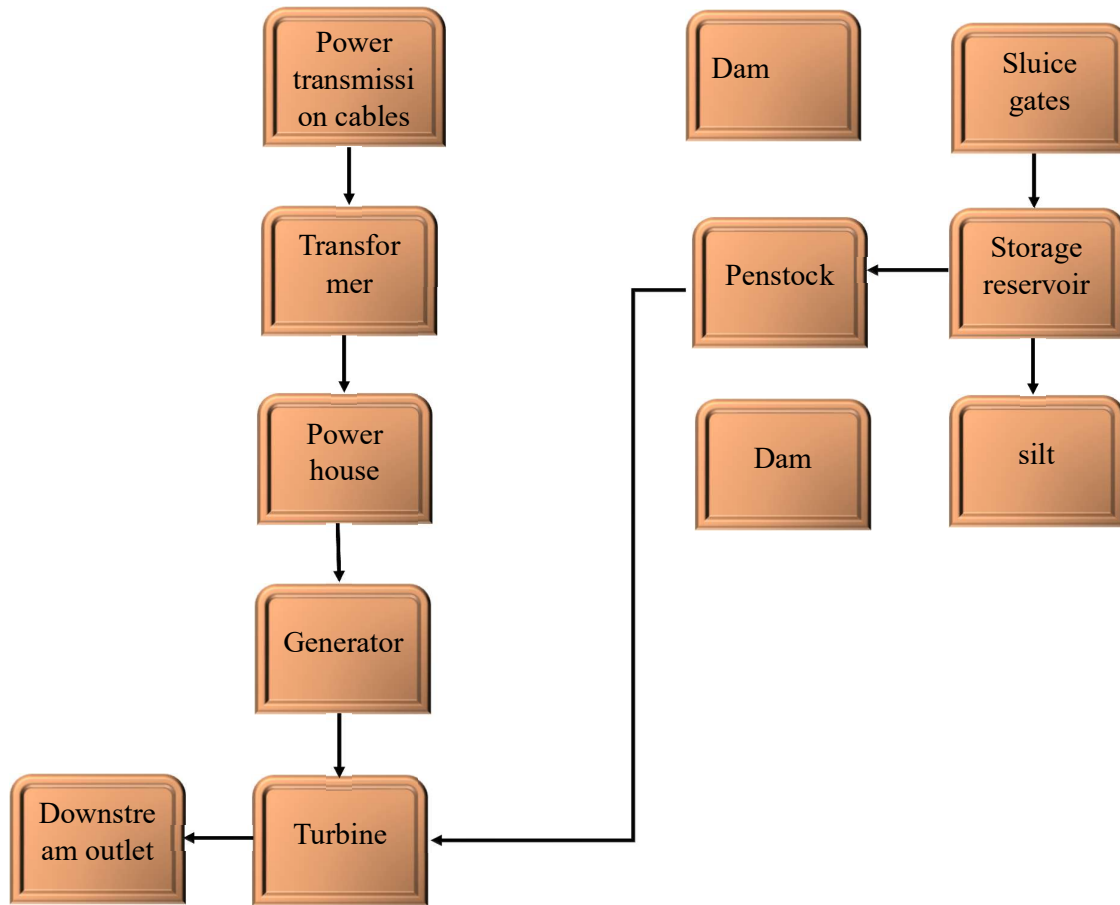 Power
transmissi
on cables
Dam
Sluice
gates
Transfor
mer
Penstock
Storage
reservoir
Power
house
Dam
silt
Generator
Downstre
am outlet
Turbine